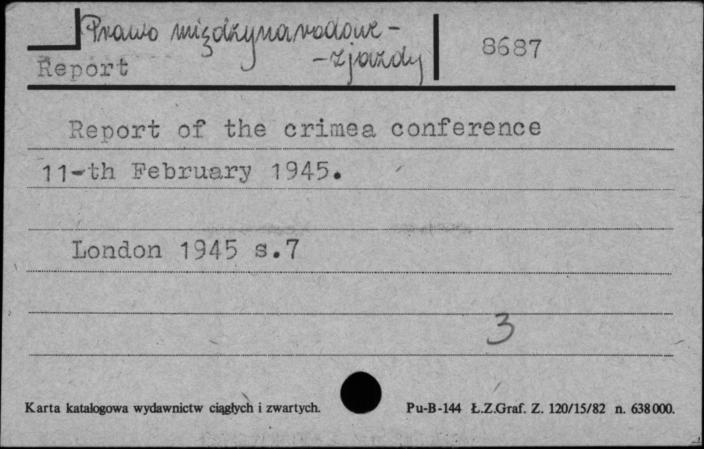 Prawo międzynarodowe -
- zjazdy
8687
Report
Report of the crimea conference
11-th February 1945.
London 1945 s.7
3
Karta katalogowa wydawnictw ciągłych i zwartych.
Pu-B-144 Ł.Z.Graf. Z. 120/15/82 n. 638000.